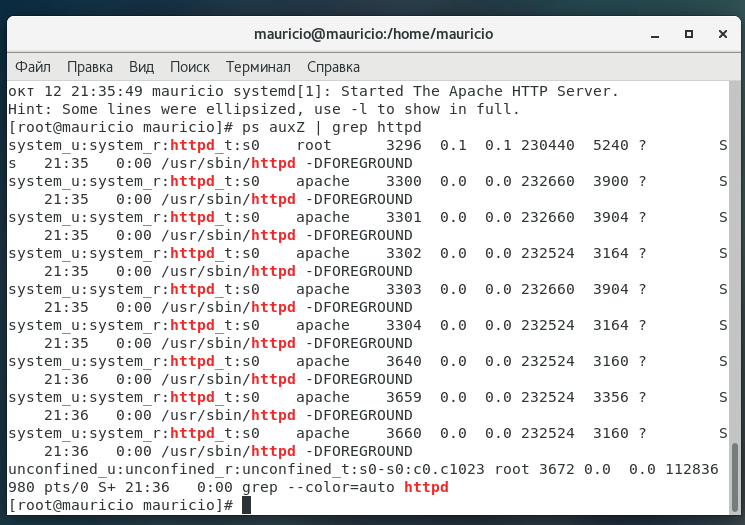 mauricio@mauricio:/home/mauricio
Файл Правка Вид Поиск Терминал Справка
окт 12 21:35:49 mauricio systemd[1]: Started The Apache HTTP Server.
Hint: Some lines were ellipsized, use -l to show in full.
[root@mauricio mauricio]# ps auxZ | grep httpd
system_u:system_r:httpd_t:s0    root      3296  0.1  0.1 230440  5240 ?        S
s   21:35   0:00 /usr/sbin/httpd -DFOREGROUND
system_u:system_r:httpd_t:s0    apache    3300  0.0  0.0 232660  3900 ?        S
    21:35   0:00 /usr/sbin/httpd -DFOREGROUND
system_u:system_r:httpd_t:s0    apache    3301  0.0  0.0 232660  3904 ?        S
    21:35   0:00 /usr/sbin/httpd -DFOREGROUND
system_u:system_r:httpd_t:s0    apache    3302  0.0  0.0 232524  3164 ?        S
    21:35   0:00 /usr/sbin/httpd -DFOREGROUND
system_u:system_r:httpd_t:s0    apache    3303  0.0  0.0 232660  3904 ?        S
    21:35   0:00 /usr/sbin/httpd -DFOREGROUND
system_u:system_r:httpd_t:s0    apache    3304  0.0  0.0 232524  3164 ?        S
    21:35   0:00 /usr/sbin/httpd -DFOREGROUND
system_u:system_r:httpd_t:s0    apache    3640  0.0  0.0 232524  3160 ?        S
    21:36   0:00 /usr/sbin/httpd -DFOREGROUND
system_u:system_r:httpd_t:s0    apache    3659  0.0  0.0 232524  3356 ?        S
    21:36   0:00 /usr/sbin/httpd -DFOREGROUND
system_u:system_r:httpd_t:s0    apache    3660  0.0  0.0 232524  3160 ?        S
    21:36   0:00 /usr/sbin/httpd -DFOREGROUND
unconfined_u:unconfined_r:unconfined_t:s0-s0:c0.c1023 root 3672 0.0  0.0 112836
980 pts/0 S+ 21:36   0:00 grep --color=auto httpd
[root@mauricio mauricio]#